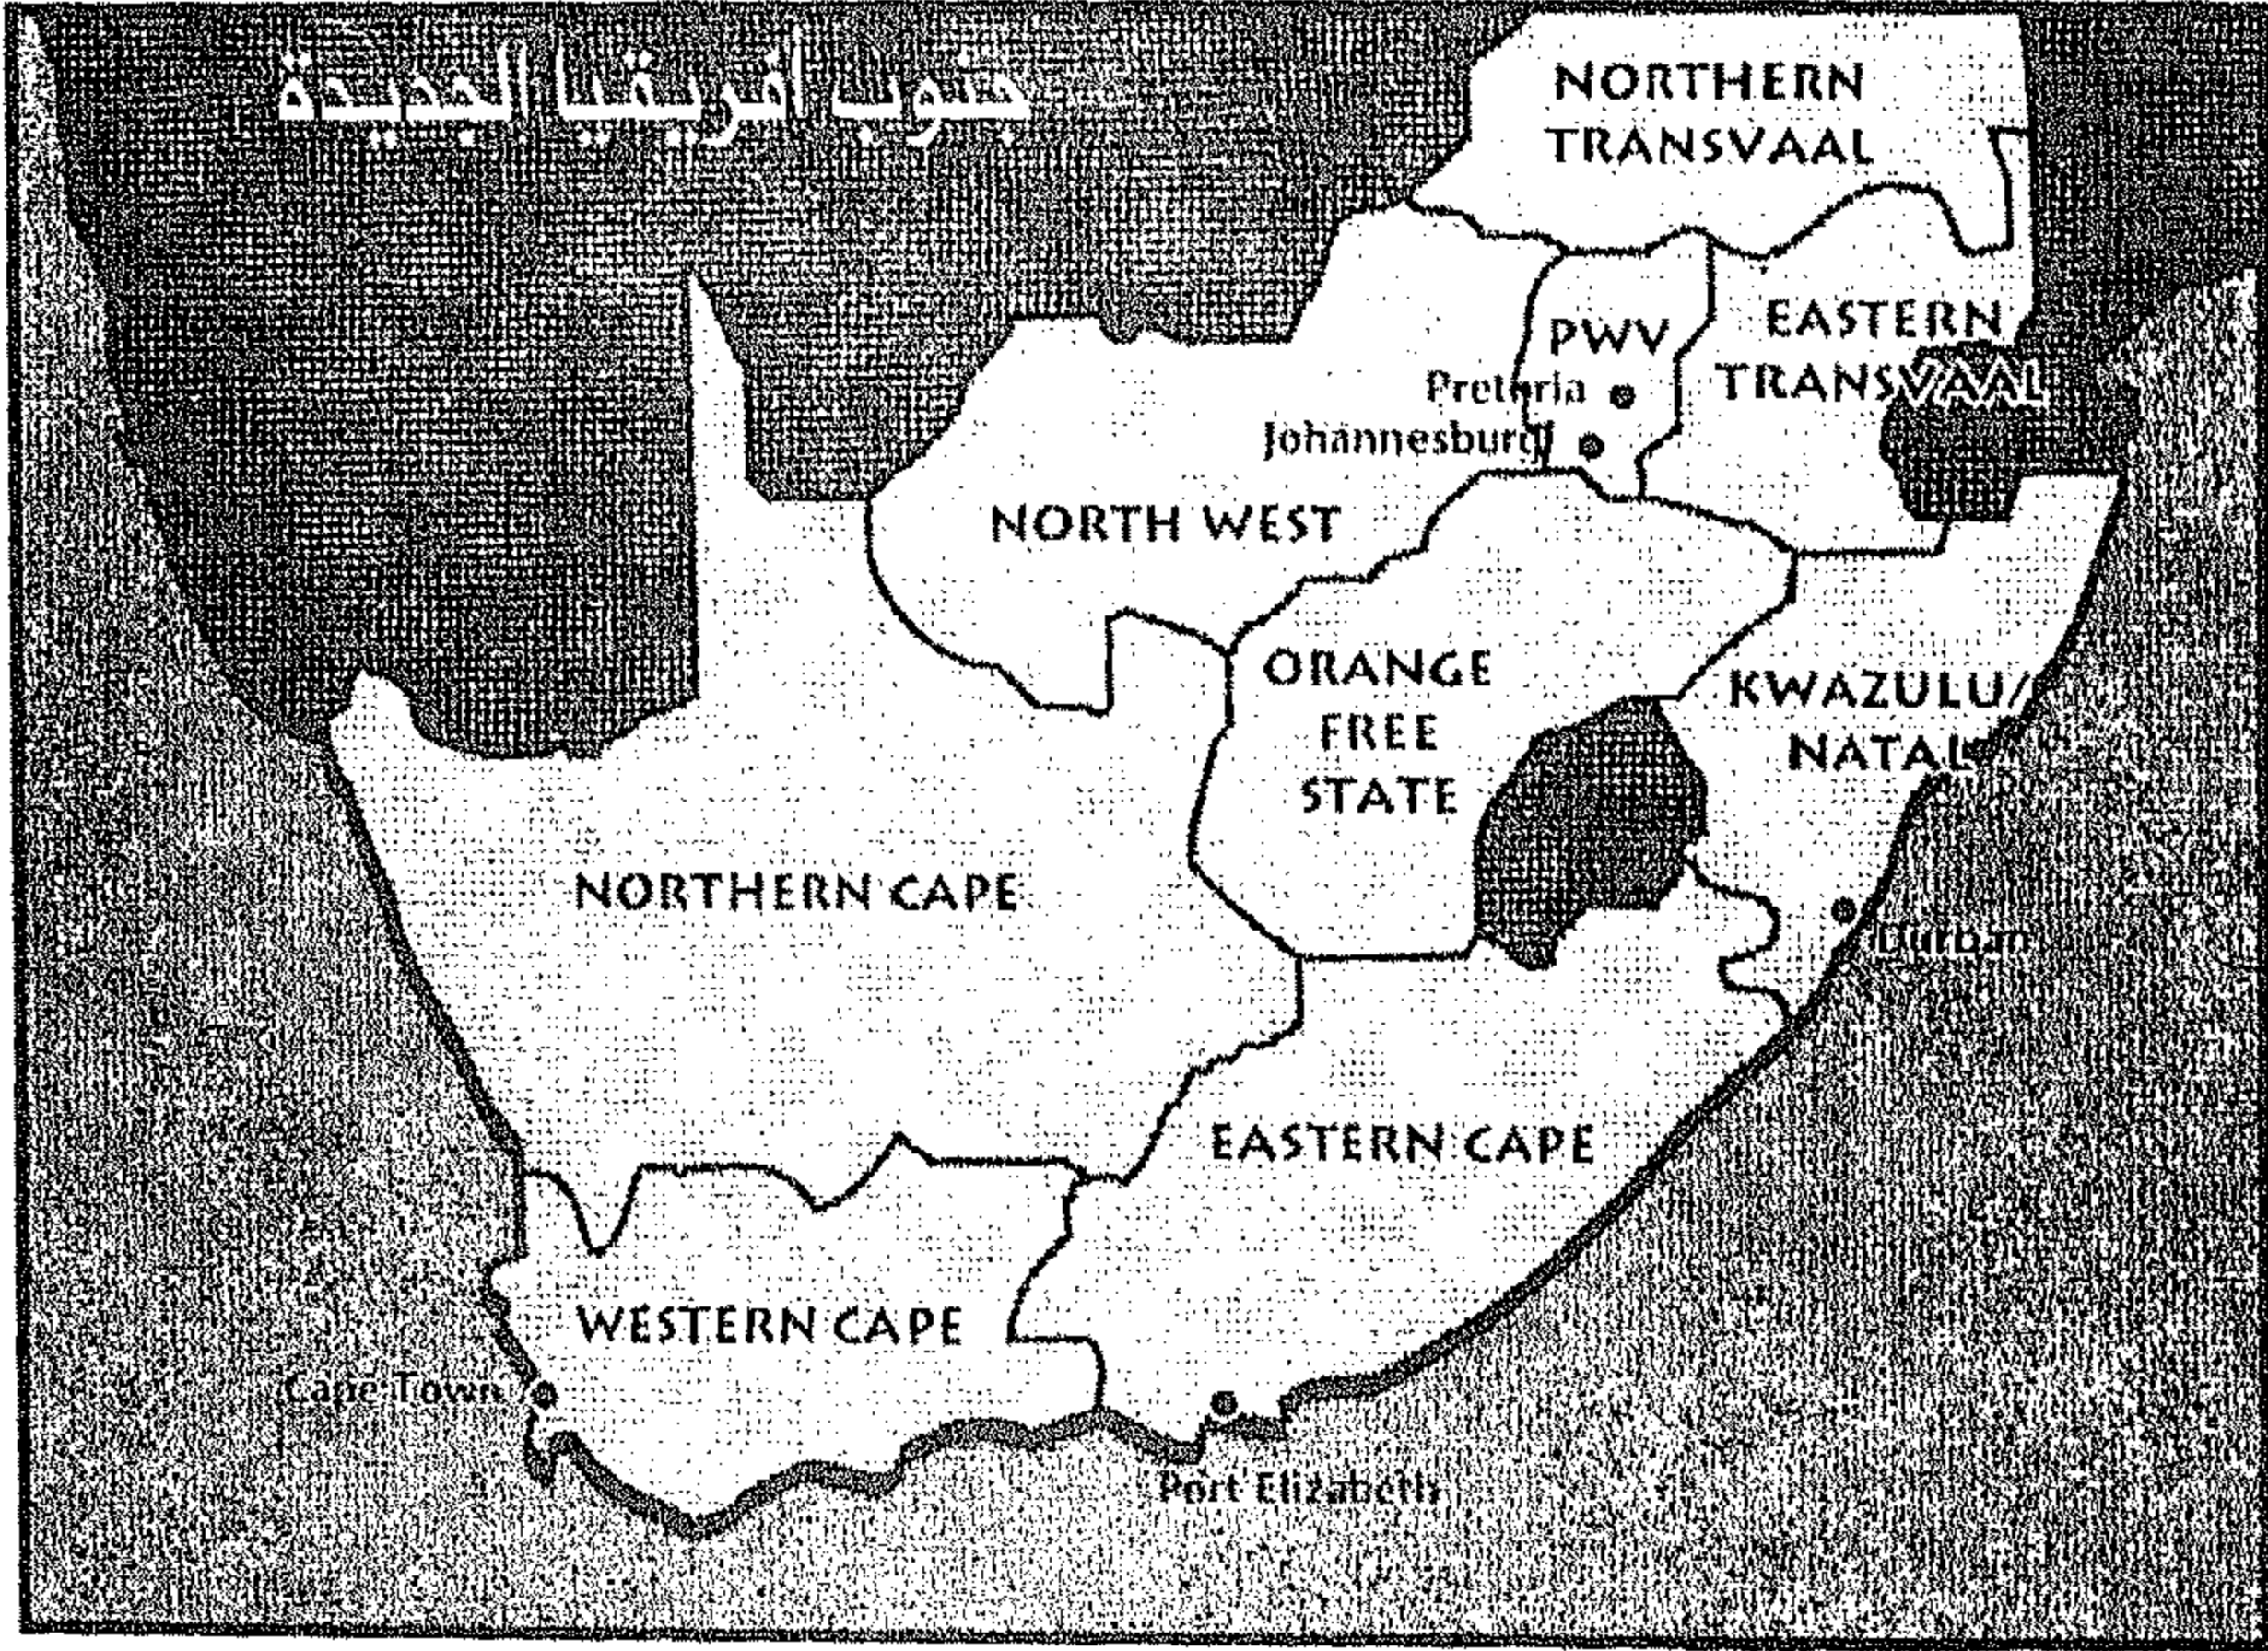 جنوب أفريقيا الجديدة
NORTHERN
TRANSVAAL
PWV
EASTERN
TRANSVAAL
Pretoria
Johannesburg
NORTH WEST
ORANGE
FREE
STATE
KWAZULU/
NATAL
NORTHERN CAPE
Durban
EASTERN CAPE
WESTERN CAPE
Cape Town
Port Elizabeth